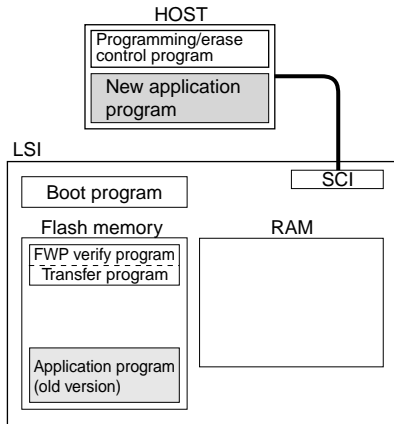 HOST
Programming/erase
control program
New application
program
LSI
SCI
Boot program
Flash memory
RAM
FWP verify program
Transfer program
Application program
(old version)